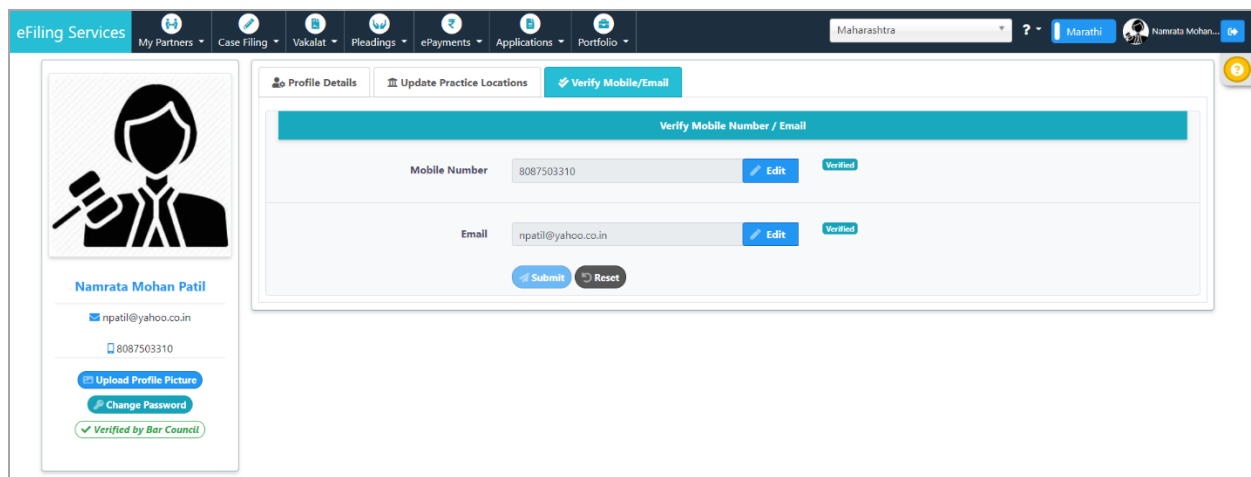 eFiling Services My Partners Case Filing Vakalat Pleadings ePayments Applications Portfolio Maharashtra ? Marathi Namrata Mohan...
Profile Details Update Practice Locations Verify Mobile/Email
Verify Mobile Number / Email
Mobile Number 8087503310 Edit Verified
Email npatil@yahoo.co.in Edit Verified
Submit Reset
Namrata Mohan Patil
npatil@yahoo.co.in
8087503310
Upload Profile Picture
Change Password
Verified by Bar Council